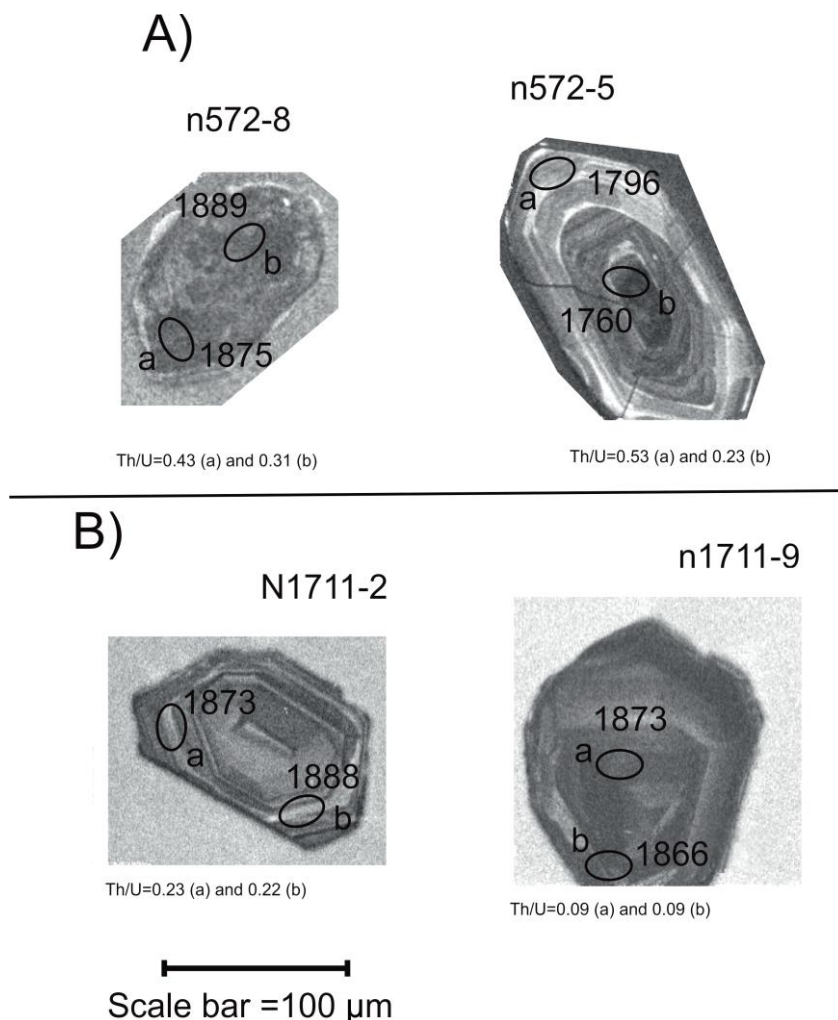 A)
n572-8
n572-5
1889
b
a
1875
1796
a
b
1760
Th/U=0.43 (a) and 0.31 (b)
Th/U=0.53 (a) and 0.23 (b)
B)
N1711-2
n1711-9
1873
a
1888
b
1873
a
b
1866
Th/U=0.23 (a) and 0.22 (b)
Th/U=0.09 (a) and 0.09 (b)
Scale bar =100 µm